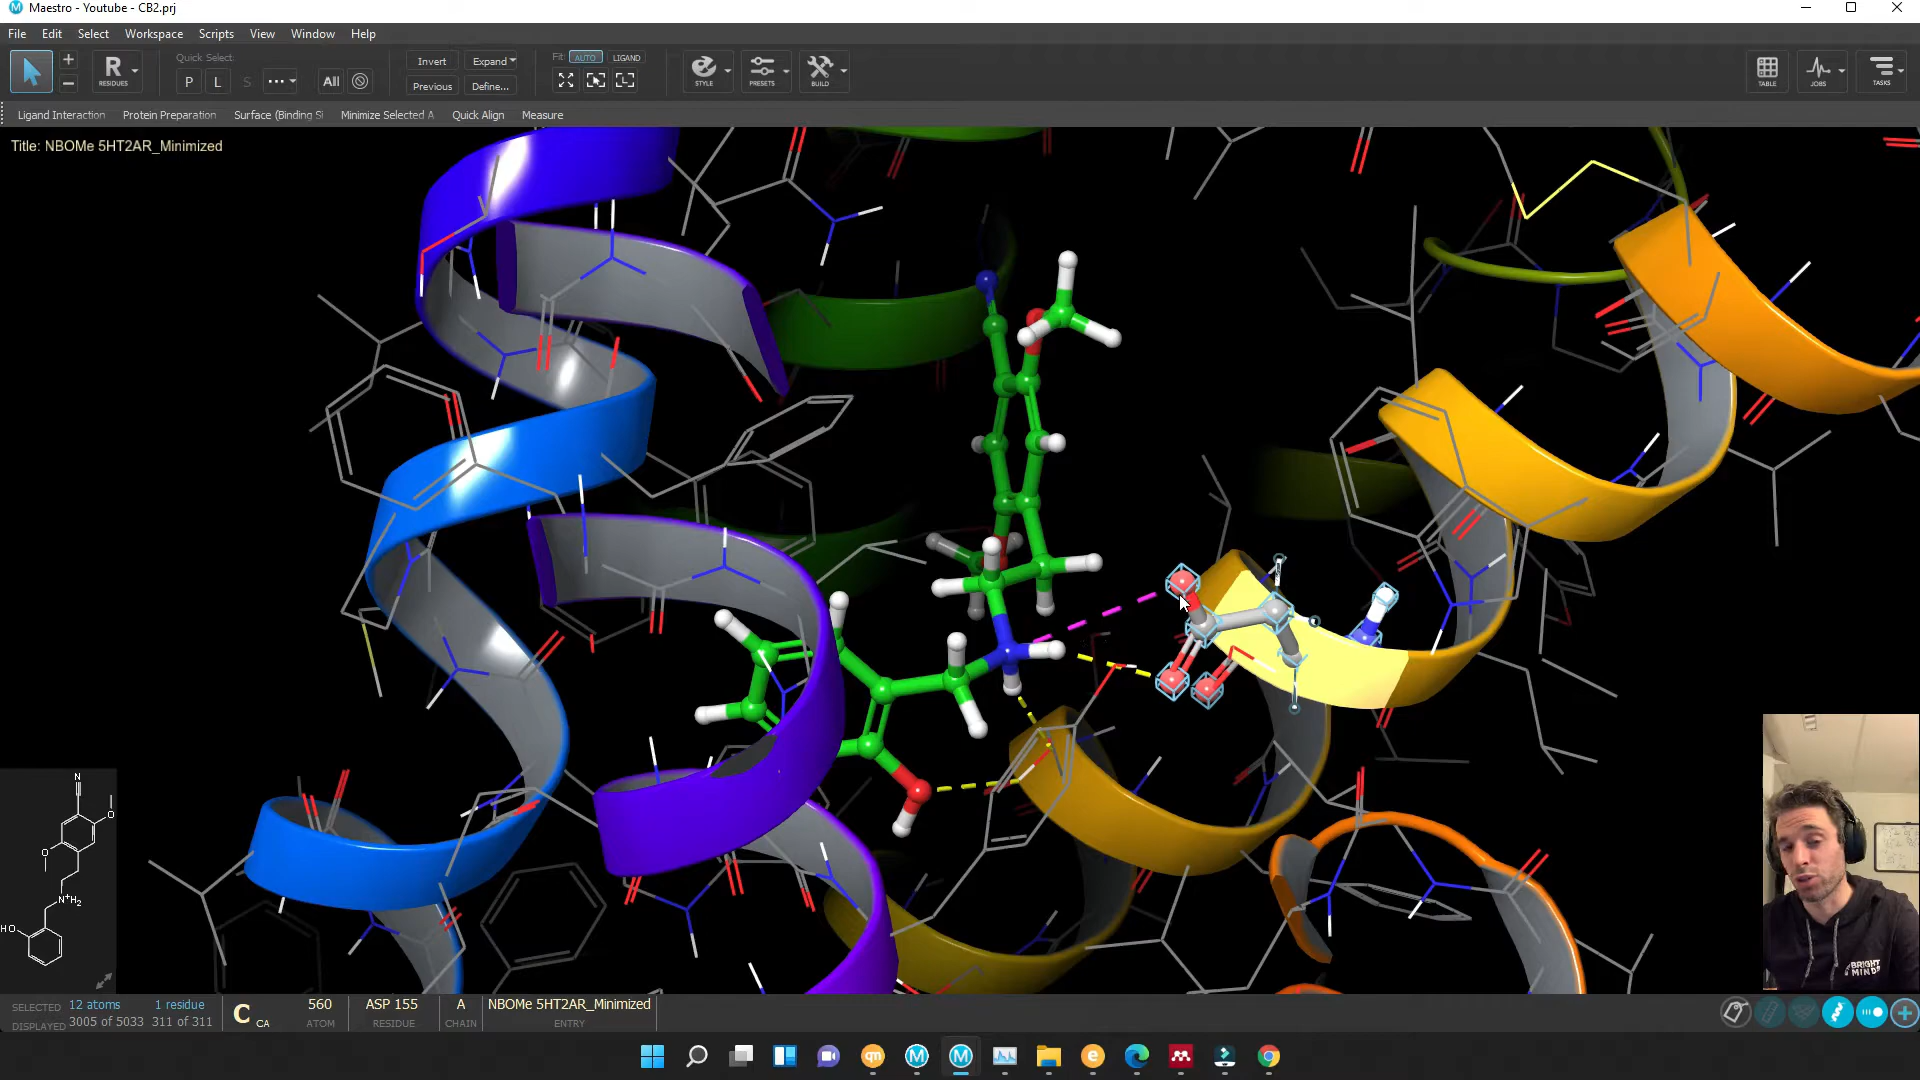 Maestro - Youtube - CB2.prj
File Edit Select Workspace Scripts View Window Help
R
RESIDUES
Quick Select:
P L S ...
All
Invert
Previous
Expand
Define...
Fit: AUTO LIGAND
STYLE
PRESETS
BUILD
TABLE
JOBS
TASKS
Ligand Interaction Protein Preparation Surface (Binding Si Minimize Selected A Quick Align Measure
Title: NBOMe 5HT2AR_Minimized
N
O
O
N⁺H₂
HO
BRIGHT
MIND
SELECTED 12 atoms 1 residue
DISPLAYED 3005 of 5033 311 of 311
C CA
560
ATOM
ASP 155
RESIDUE
A
CHAIN
NBOMe 5HT2AR_Minimized
ENTRY
qn
M
M
e